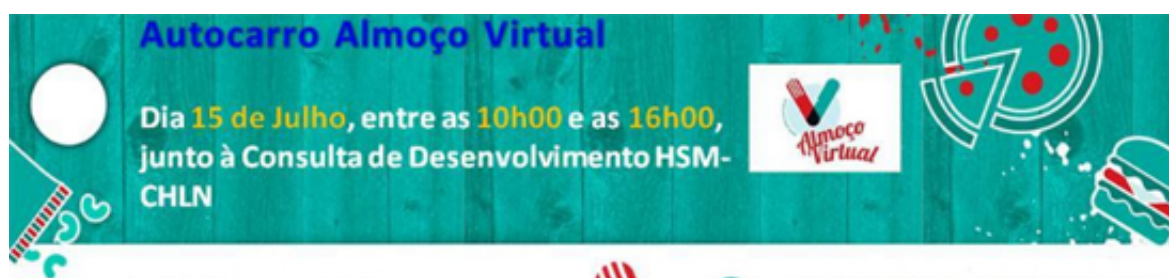 Autocarro Almoço Virtual
Dia 15 de Julho, entre as 10h00 e as 16h00,
junto à Consulta de Desenvolvimento HSM-
CHLN
Almoço
Virtual